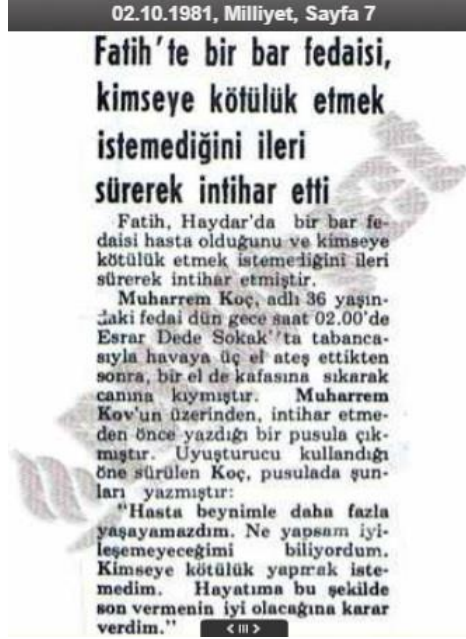 02.10.1981, Milliyet, Sayfa 7
Fatih'te bir bar fedaisi,
kimseye kötülük etmek
istemediğini ileri
sürerek intihar etti
Fatih, Haydar'da bir bar fe-
daisi hasta olduğunu ve kimseye
kötülük etmek istemediğini ileri
sürerek intihar etmiştir.
Muharrem Koç, adlı 36 yaşın-
daki fedai dün gece saat 02.00'de
Esrar Dede Sokak''ta tabanca-
sıyla havaya üç el ateş ettikten
sonra, bir el de kafasına sıkarak
canına kıymıştır. Muharrem
Kov'un üzerinden, intihar etme-
den önce yazdığı bir pusula çık-
mıştır. Uyuşturucu kullandığı
öne sürülen Koç, pusulada şun-
ları yazmıştır:
"Hasta beynimle daha fazla
yaşayamazdım. Ne yapsam iyi-
leşemeyeceğimi biliyordum.
Kimseye kötülük yapmak iste-
medim. Hayatıma bu şekilde
son vermenin iyi olacağına karar
verdim."